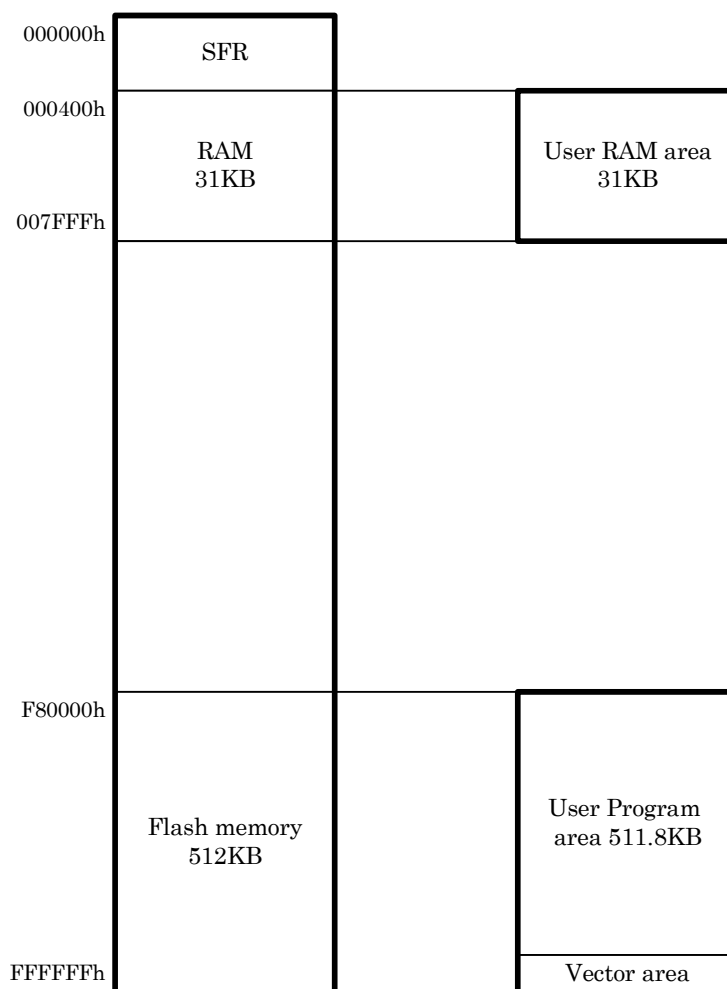 000000h
SFR
000400h
RAM
31KB
User RAM area
31KB
007FFFh
F80000h
Flash memory
512KB
User Program
area 511.8KB
FFFFFFh
Vector area